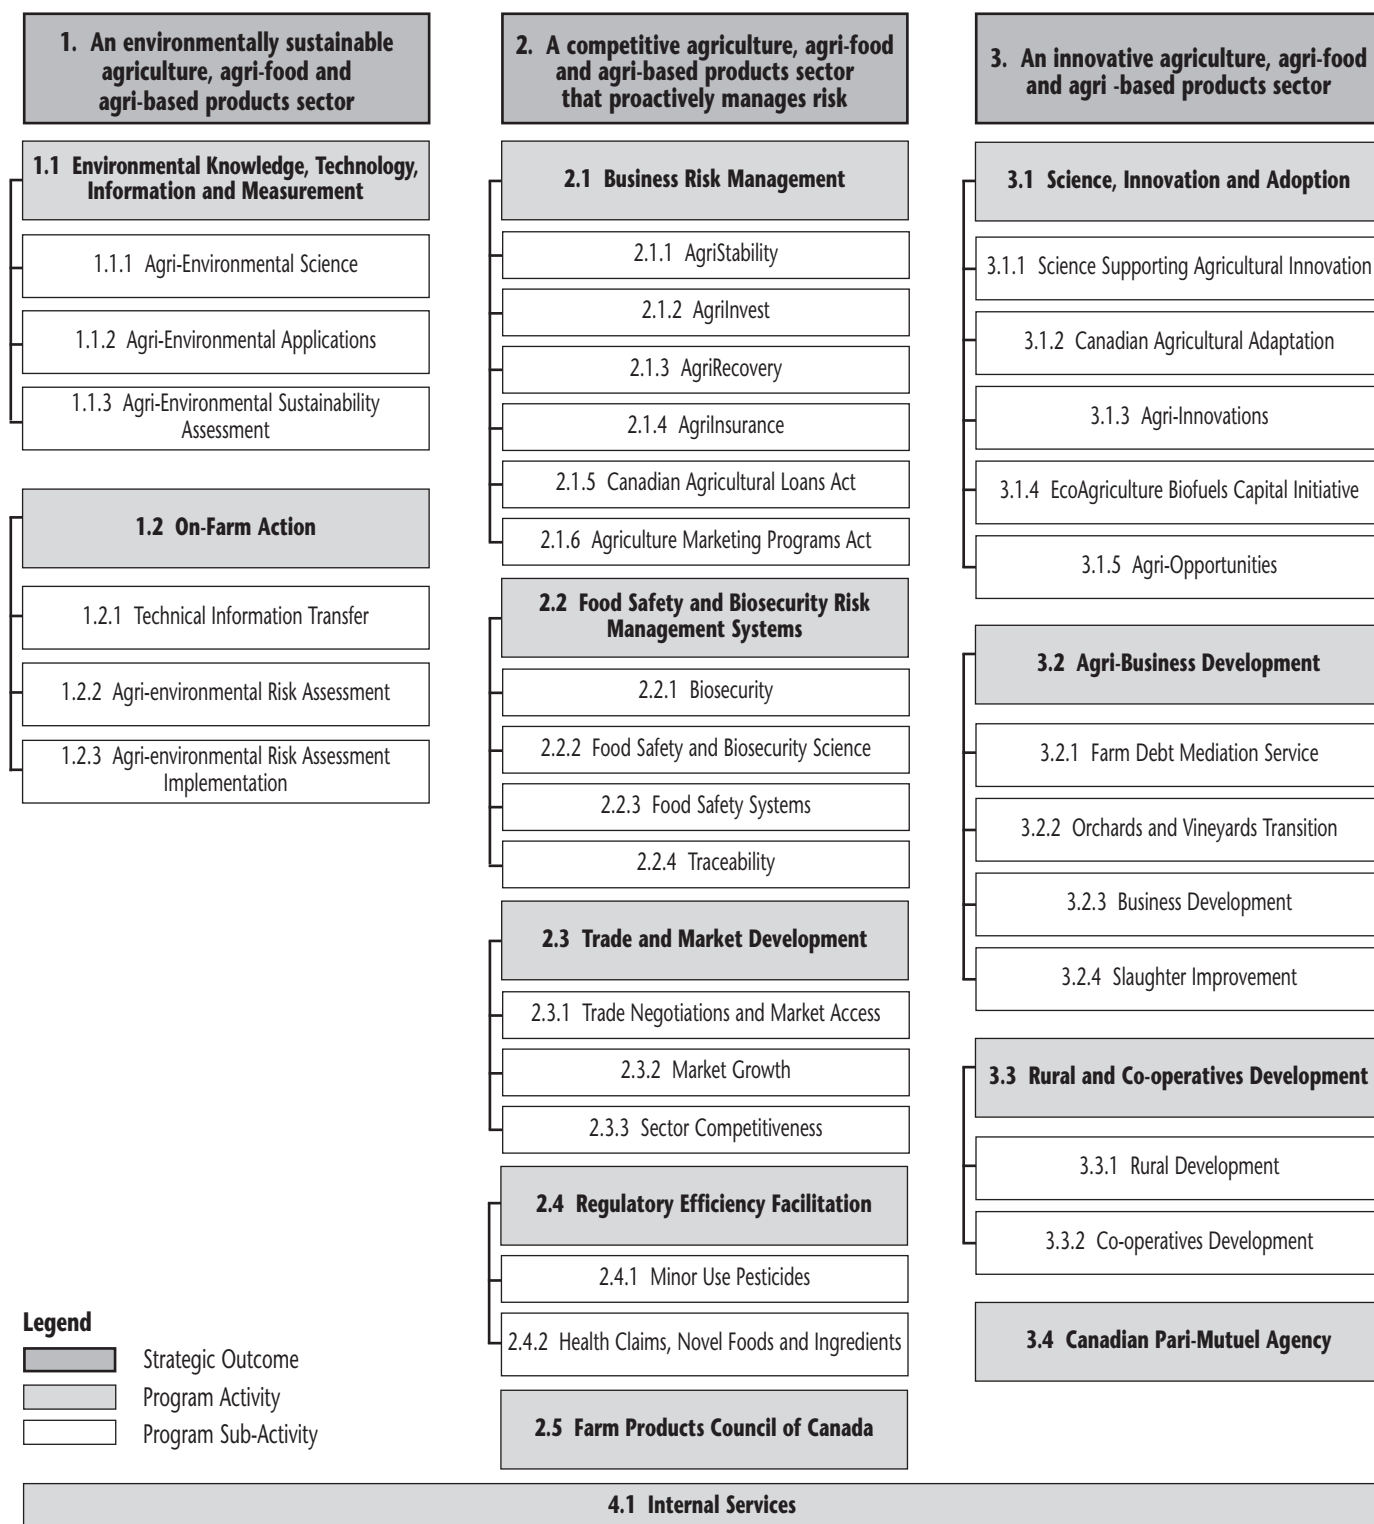 1. An environmentally sustainable
agriculture, agri-food and
agri-based products sector
1.1 Environmental Knowledge, Technology,
Information and Measurement
1.1.1 Agri-Environmental Science
1.1.2 Agri-Environmental Applications
1.1.3 Agri-Environmental Sustainability
Assessment
1.2 On-Farm Action
1.2.1 Technical Information Transfer
1.2.2 Agri-environmental Risk Assessment
1.2.3 Agri-environmental Risk Assessment
Implementation
2. A competitive agriculture, agri-food
and agri-based products sector
that proactively manages risk
2.1 Business Risk Management
2.1.1 AgriStability
2.1.2 AgriInvest
2.1.3 AgriRecovery
2.1.4 AgriInsurance
2.1.5 Canadian Agricultural Loans Act
2.1.6 Agriculture Marketing Programs Act
2.2 Food Safety and Biosecurity Risk
Management Systems
2.2.1 Biosecurity
2.2.2 Food Safety and Biosecurity Science
2.2.3 Food Safety Systems
2.2.4 Traceability
2.3 Trade and Market Development
2.3.1 Trade Negotiations and Market Access
2.3.2 Market Growth
2.3.3 Sector Competitiveness
2.4 Regulatory Efficiency Facilitation
2.4.1 Minor Use Pesticides
2.4.2 Health Claims, Novel Foods and Ingredients
2.5 Farm Products Council of Canada
3. An innovative agriculture, agri-food
and agri -based products sector
3.1 Science, Innovation and Adoption
3.1.1 Science Supporting Agricultural Innovation
3.1.2 Canadian Agricultural Adaptation
3.1.3 Agri-Innovations
3.1.4 EcoAgriculture Biofuels Capital Initiative
3.1.5 Agri-Opportunities
3.2 Agri-Business Development
3.2.1 Farm Debt Mediation Service
3.2.2 Orchards and Vineyards Transition
3.2.3 Business Development
3.2.4 Slaughter Improvement
3.3 Rural and Co-operatives Development
3.3.1 Rural Development
3.3.2 Co-operatives Development
3.4 Canadian Pari-Mutuel Agency
Legend
Strategic Outcome
Program Activity
Program Sub-Activity
4.1 Internal Services